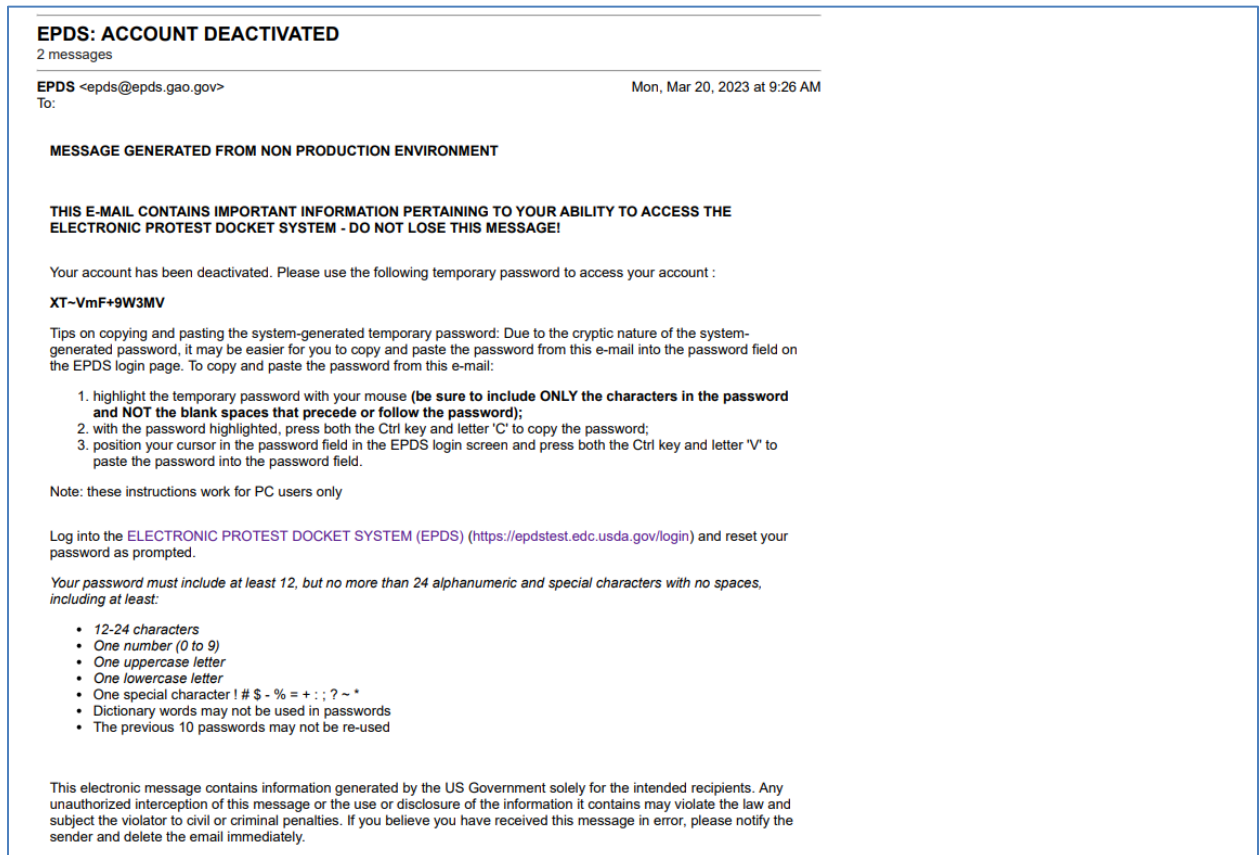 EPDS: ACCOUNT DEACTIVATED
2 messages
EPDS <epds@epds.gao.gov> Mon, Mar 20, 2023 at 9:26 AM
To:
MESSAGE GENERATED FROM NON PRODUCTION ENVIRONMENT
THIS E-MAIL CONTAINS IMPORTANT INFORMATION PERTAINING TO YOUR ABILITY TO ACCESS THE
ELECTRONIC PROTEST DOCKET SYSTEM - DO NOT LOSE THIS MESSAGE!
Your account has been deactivated. Please use the following temporary password to access your account :
XT~VmF+9W3MV
Tips on copying and pasting the system-generated temporary password: Due to the cryptic nature of the system-
generated password, it may be easier for you to copy and paste the password from this e-mail into the password field on
the EPDS login page. To copy and paste the password from this e-mail:
1. highlight the temporary password with your mouse (be sure to include ONLY the characters in the password
and NOT the blank spaces that precede or follow the password);
2. with the password highlighted, press both the Ctrl key and letter 'C' to copy the password;
3. position your cursor in the password field in the EPDS login screen and press both the Ctrl key and letter 'V' to
paste the password into the password field.
Note: these instructions work for PC users only
Log into the ELECTRONIC PROTEST DOCKET SYSTEM (EPDS) (https://epdstest.edc.usda.gov/login) and reset your
password as prompted.
Your password must include at least 12, but no more than 24 alphanumeric and special characters with no spaces,
including at least:
• 12-24 characters
• One number (0 to 9)
• One uppercase letter
• One lowercase letter
• One special character ! # $ - % = + : ; ? ~ *
• Dictionary words may not be used in passwords
• The previous 10 passwords may not be re-used
This electronic message contains information generated by the US Government solely for the intended recipients. Any
unauthorized interception of this message or the use or disclosure of the information it contains may violate the law and
subject the violator to civil or criminal penalties. If you believe you have received this message in error, please notify the
sender and delete the email immediately.